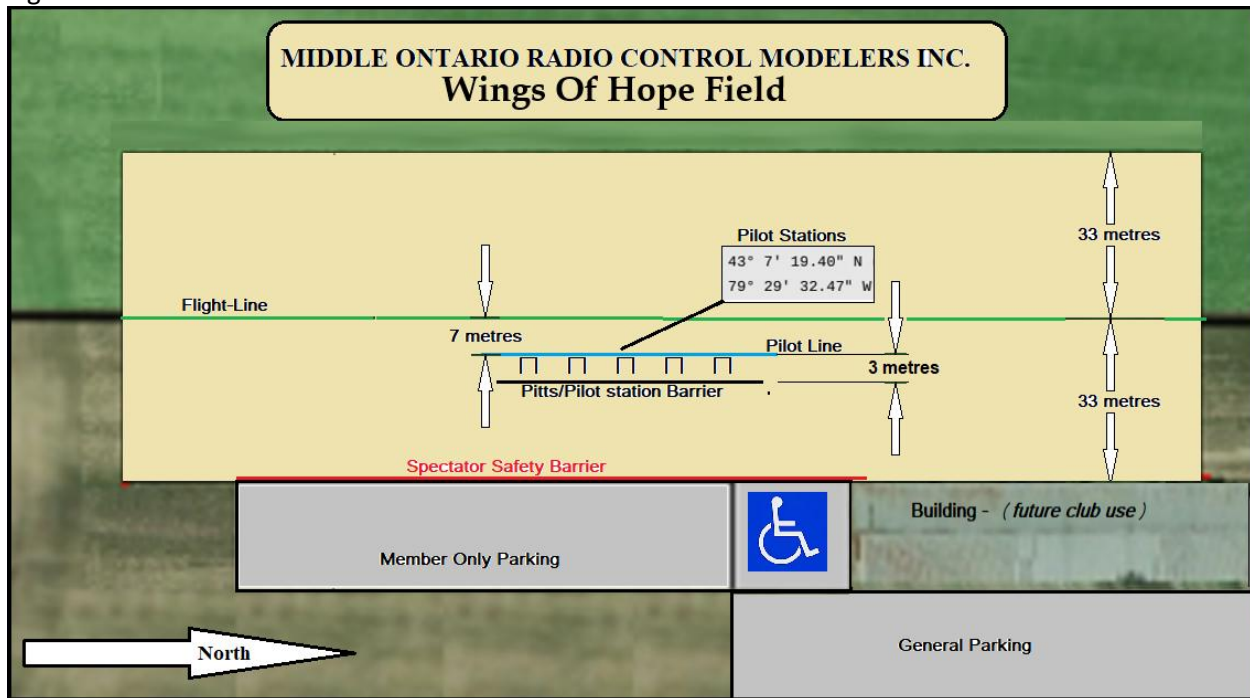 MIDDLE ONTARIO RADIO CONTROL MODELERS INC.
Wings Of Hope Field
Pilot Stations
43° 7' 19.40" N
79° 29' 32.47" W
33 metres
Flight-Line
7 metres
Pilot Line
3 metres
Pitts/Pilot station Barrier
33 metres
Spectator Safety Barrier
Building - (future club use)
Member Only Parking
North
General Parking